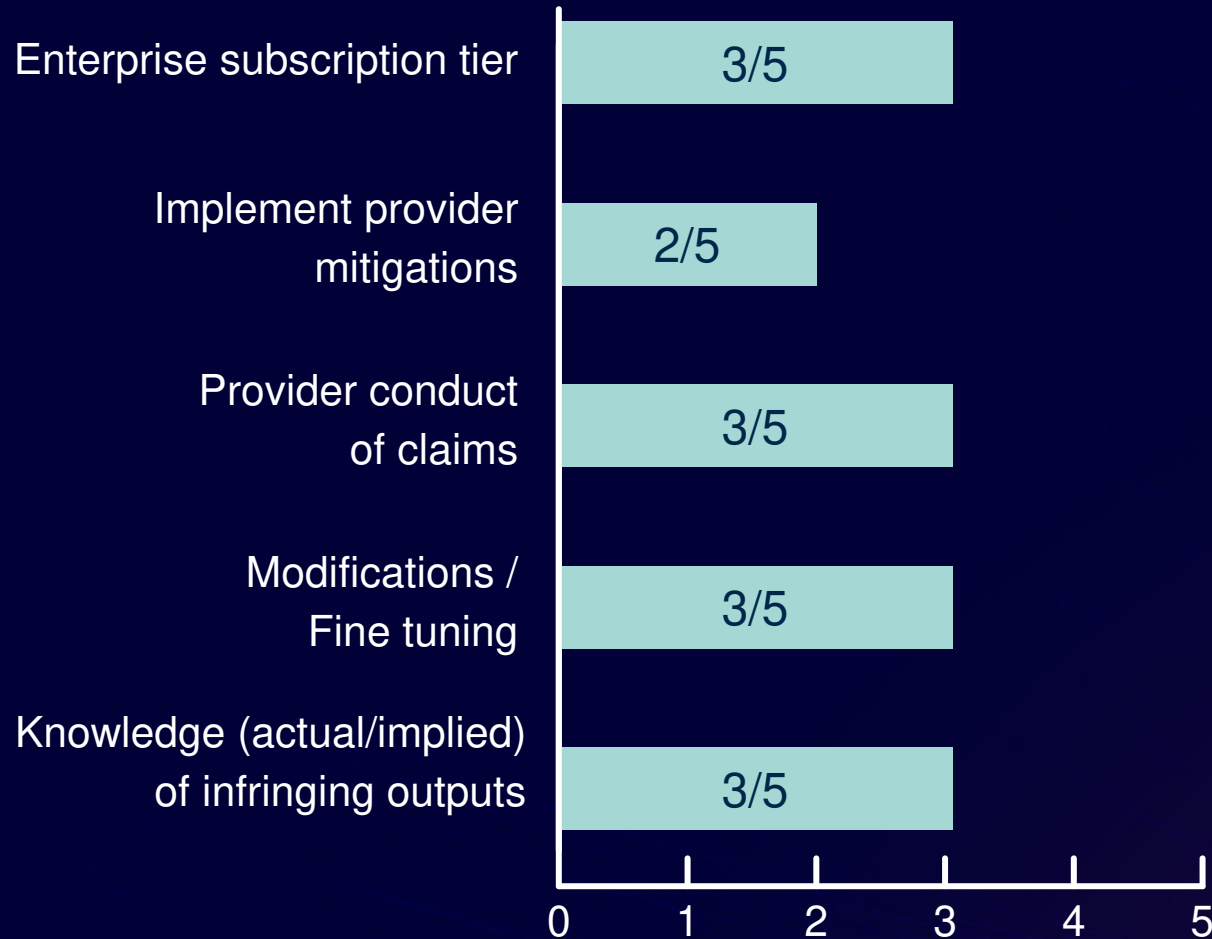 Enterprise subscription tier
3/5
Implement provider
mitigations
2/5
Provider conduct
of claims
3/5
Modifications /
Fine tuning
3/5
Knowledge (actual/implied)
of infringing outputs
3/5
0 1 2 3 4 5